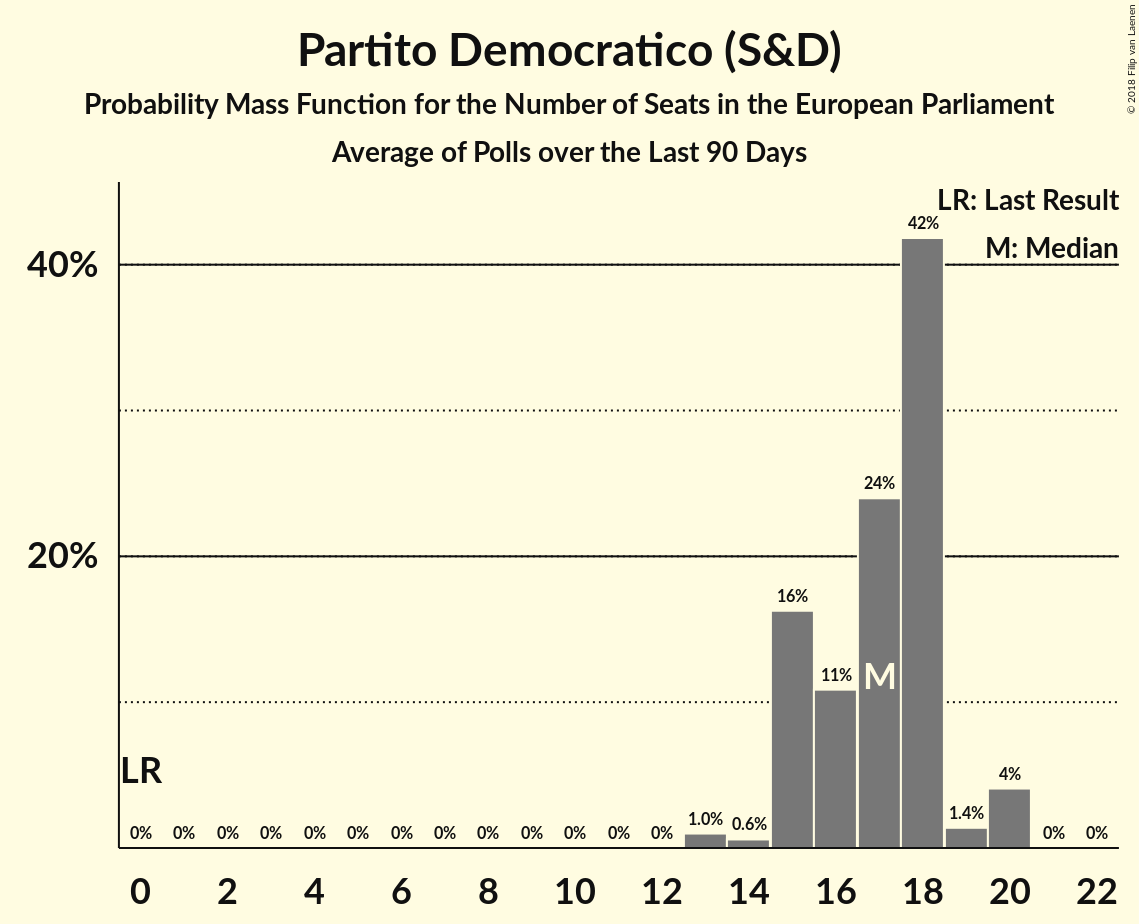 Partito Democratico (S&D)
Probability Mass Function for the Number of Seats in the European Parliament
Average of Polls over the Last 90 Days
© 2018 Filip van Laenen
LR: Last Result
M: Median
42%
40%
24%
20%
16%
11%
M
LR
4%
1.4%
1.0%
0.6%
0% 0% 0% 0% 0% 0% 0% 0% 0% 0% 0% 0% 0% 0% 0%
0 2 4 6 8 10 12 14 16 18 20 22